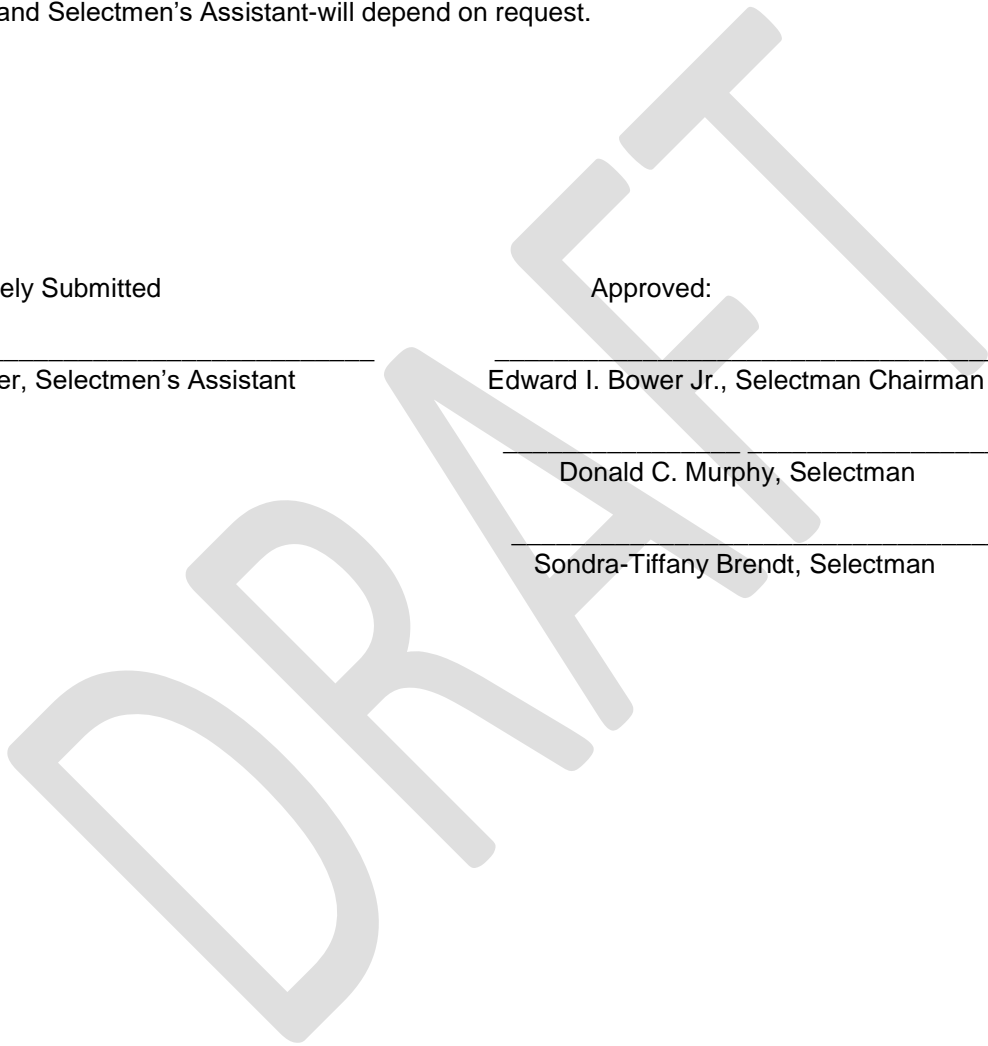 and Selectmen’s Assistant-will depend on request.
ely Submitted Approved:
er, Selectmen’s Assistant Edward I. Bower Jr., Selectman Chairman
Donald C. Murphy, Selectman
Sondra-Tiffany Brendt, Selectman
DRAFT